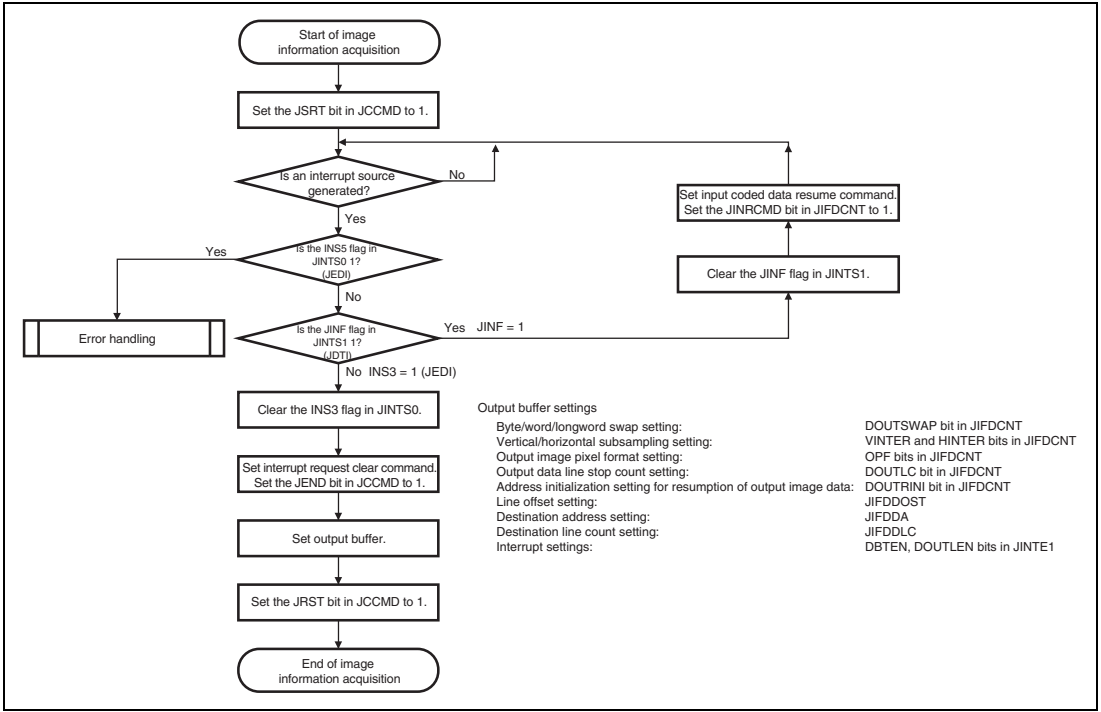 Start of image
information acquisition
Set the JSRT bit in JCCMD to 1.
Is an interrupt source
generated?
No
Yes
Set input coded data resume command.
Set the JINRCMD bit in JIFDCNT to 1.
Is the INS5 flag in
JINTS0 1?
(JEDI)
Yes
No
Clear the JINF flag in JINTS1.
Error handling
Is the JINF flag in
JINTS1 1?
(JDTI)
Yes JINF = 1
No INS3 = 1 (JEDI)
Clear the INS3 flag in JINTS0.
Set interrupt request clear command.
Set the JEND bit in JCCMD to 1.
Set output buffer.
Set the JRST bit in JCCMD to 1.
End of image
information acquisition
Output buffer settings
Byte/word/longword swap setting: DOUTSWAP bit in JIFDCNT
Vertical/horizontal subsampling setting: VINTER and HINTER bits in JIFDCNT
Output image pixel format setting: OPF bits in JIFDCNT
Output data line stop count setting: DOUTLC bit in JIFDCNT
Address initialization setting for resumption of output image data: DOUTRINI bit in JIFDCNT
Line offset setting: JIFDDOST
Destination address setting: JIFDDA
Destination line count setting: JIFDDLC
Interrupt settings: DBTEN, DOUTLEN bits in JINTE1